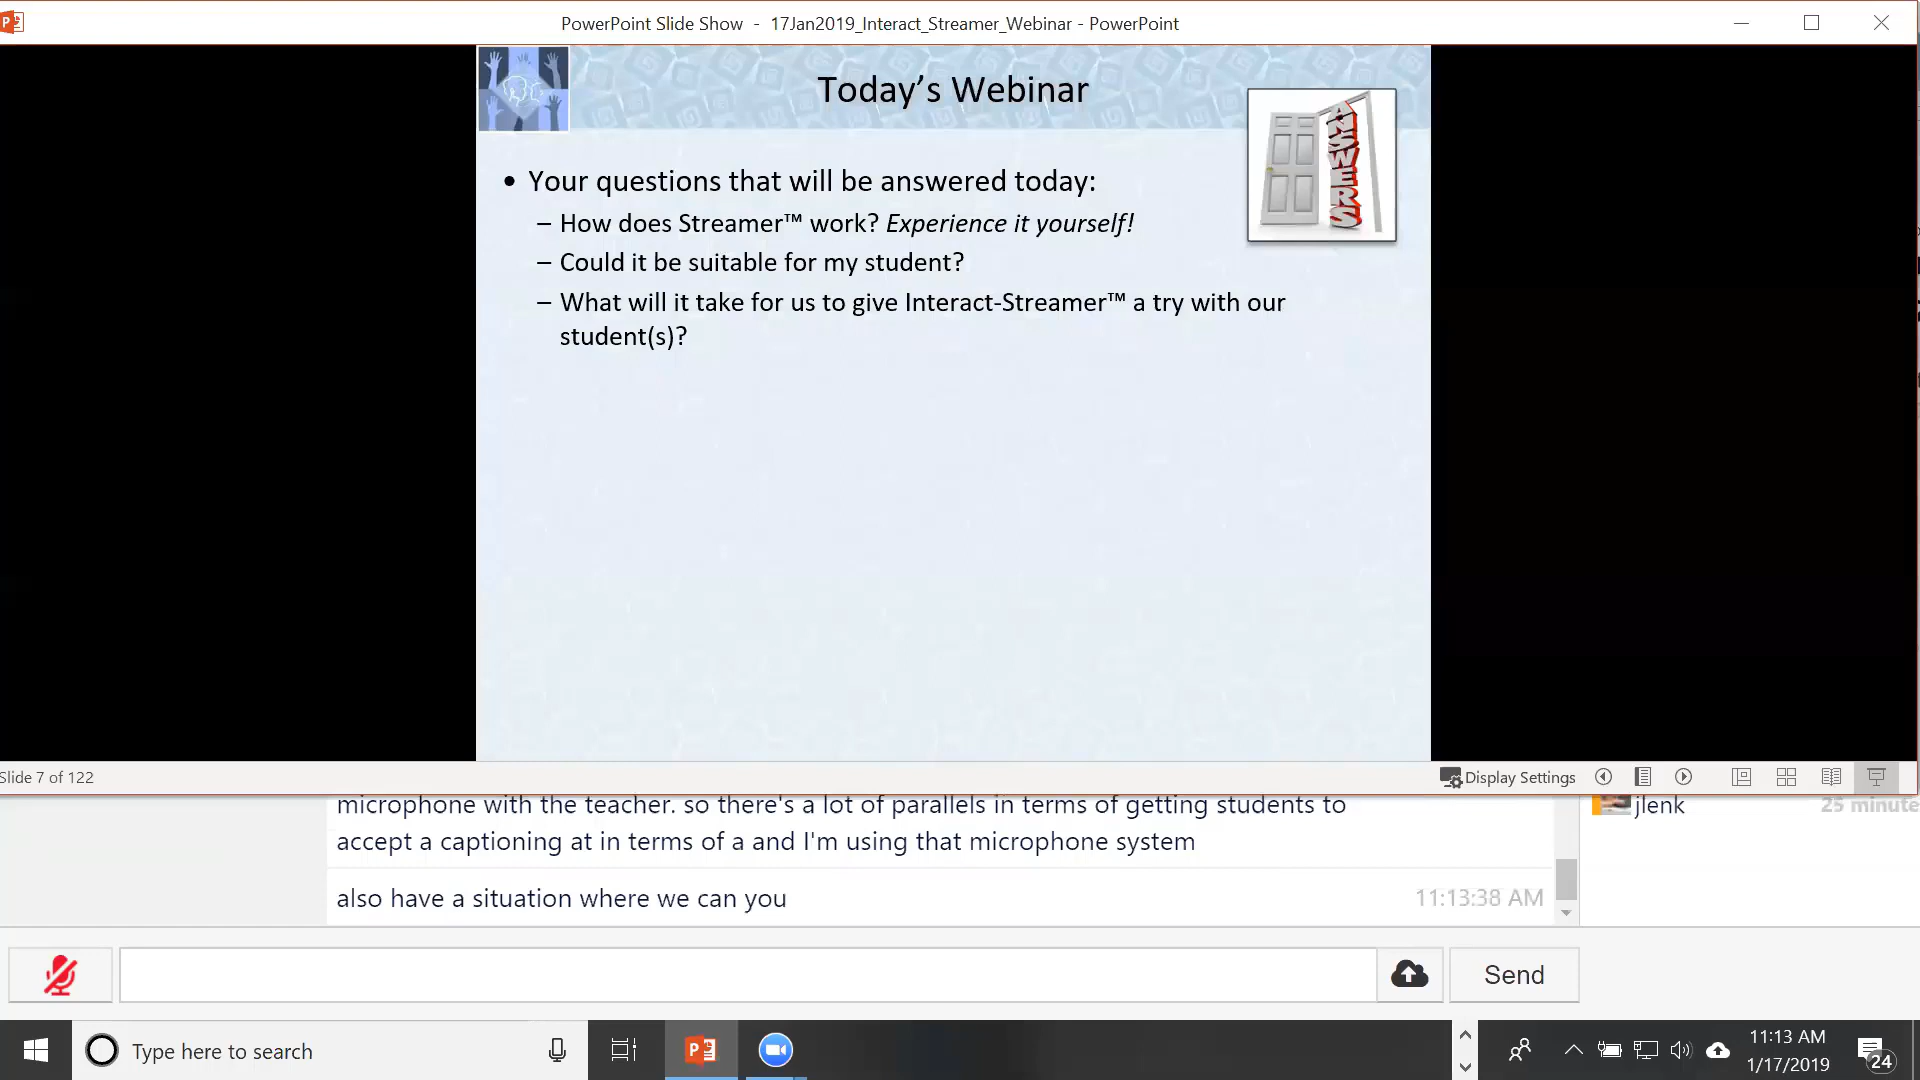 PowerPoint Slide Show - 17Jan2019_Interact_Streamer_Webinar - PowerPoint
Today's Webinar
ANSWERS
• Your questions that will be answered today:
– How does Streamer™ work? Experience it yourself!
– Could it be suitable for my student?
– What will it take for us to give Interact-Streamer™ a try with our
student(s)?
Slide 7 of 122
Display Settings
microphone with the teacher. so there's a lot of parallels in terms of getting students to
accept a captioning at in terms of a and I'm using that microphone system
jlenk
25 minute
also have a situation where we can you
11:13:38 AM
Send
Type here to search
11:13 AM
1/17/2019
24